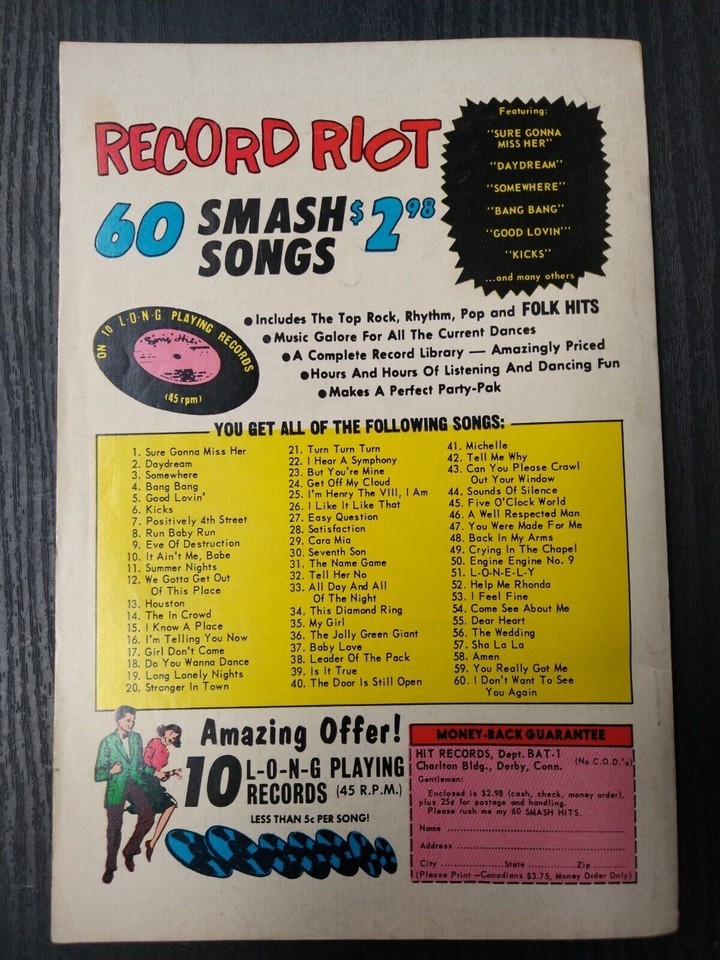 RECORD RIOT
60 SMASH $2 98
SONGS
Featuring:
"SURE GONNA
MISS HER"
"DAYDREAM"
"SOMEWHERE"
"BANG BANG"
"GOOD LOVIN'"
"KICKS"
...and many others
ON 10 L-O-N-G PLAYING RECORDS
(45 rpm)
● Includes The Top Rock, Rhythm, Pop and FOLK HITS
● Music Galore For All The Current Dances
● A Complete Record Library — Amazingly Priced
● Hours And Hours Of Listening And Dancing Fun
● Makes A Perfect Party-Pak
YOU GET ALL OF THE FOLLOWING SONGS:
1. Sure Gonna Miss Her
2. Daydream
3. Somewhere
4. Bang Bang
5. Good Lovin'
6. Kicks
7. Positively 4th Street
8. Run Baby Run
9. Eve Of Destruction
10. It Ain't Me, Babe
11. Summer Nights
12. We Gotta Get Out
Of This Place
13. Houston
14. The In Crowd
15. I Know A Place
16. I'm Telling You Now
17. Girl Don't Come
18. Do You Wanna Dance
19. Long Lonely Nights
20. Stranger In Town
21. Turn Turn Turn
22. I Hear A Symphony
23. But You're Mine
24. Get Off My Cloud
25. I'm Henry The VIII, I Am
26. I Like It Like That
27. Easy Question
28. Satisfaction
29. Cara Mia
30. Seventh Son
31. The Name Game
32. Tell Her No
33. All Day And All
Of The Night
34. This Diamond Ring
35. My Girl
36. The Jolly Green Giant
37. Baby Love
38. Leader Of The Pack
39. Is It True
40. The Door Is Still Open
41. Michelle
42. Tell Me Why
43. Can You Please Crawl
Out Your Window
44. Sounds Of Silence
45. Five O'Clock World
46. A Well Respected Man
47. You Were Made For Me
48. Back In My Arms
49. Crying In The Chapel
50. Engine Engine No. 9
51. L-O-N-E-L-Y
52. Help Me Rhonda
53. I Feel Fine
54. Come See About Me
55. Dear Heart
56. The Wedding
57. Sha La La
58. Amen
59. You Really Got Me
60. I Don't Want To See
You Again
Amazing Offer!
10 L-O-N-G PLAYING
RECORDS (45 R.P.M.)
LESS THAN 5c PER SONG!
MONEY-BACK GUARANTEE
HIT RECORDS, Dept. BAT-1
Charlton Bldg., Derby, Conn. (No C.O.D.'s)
Gentlemen:
Enclosed is $2.98 (cash, check, money order),
plus 25¢ for postage and handling.
Please rush me my 60 SMASH HITS.
Name
Address
City State Zip
(Please Print — Canadians $3.75, Money Order Only)